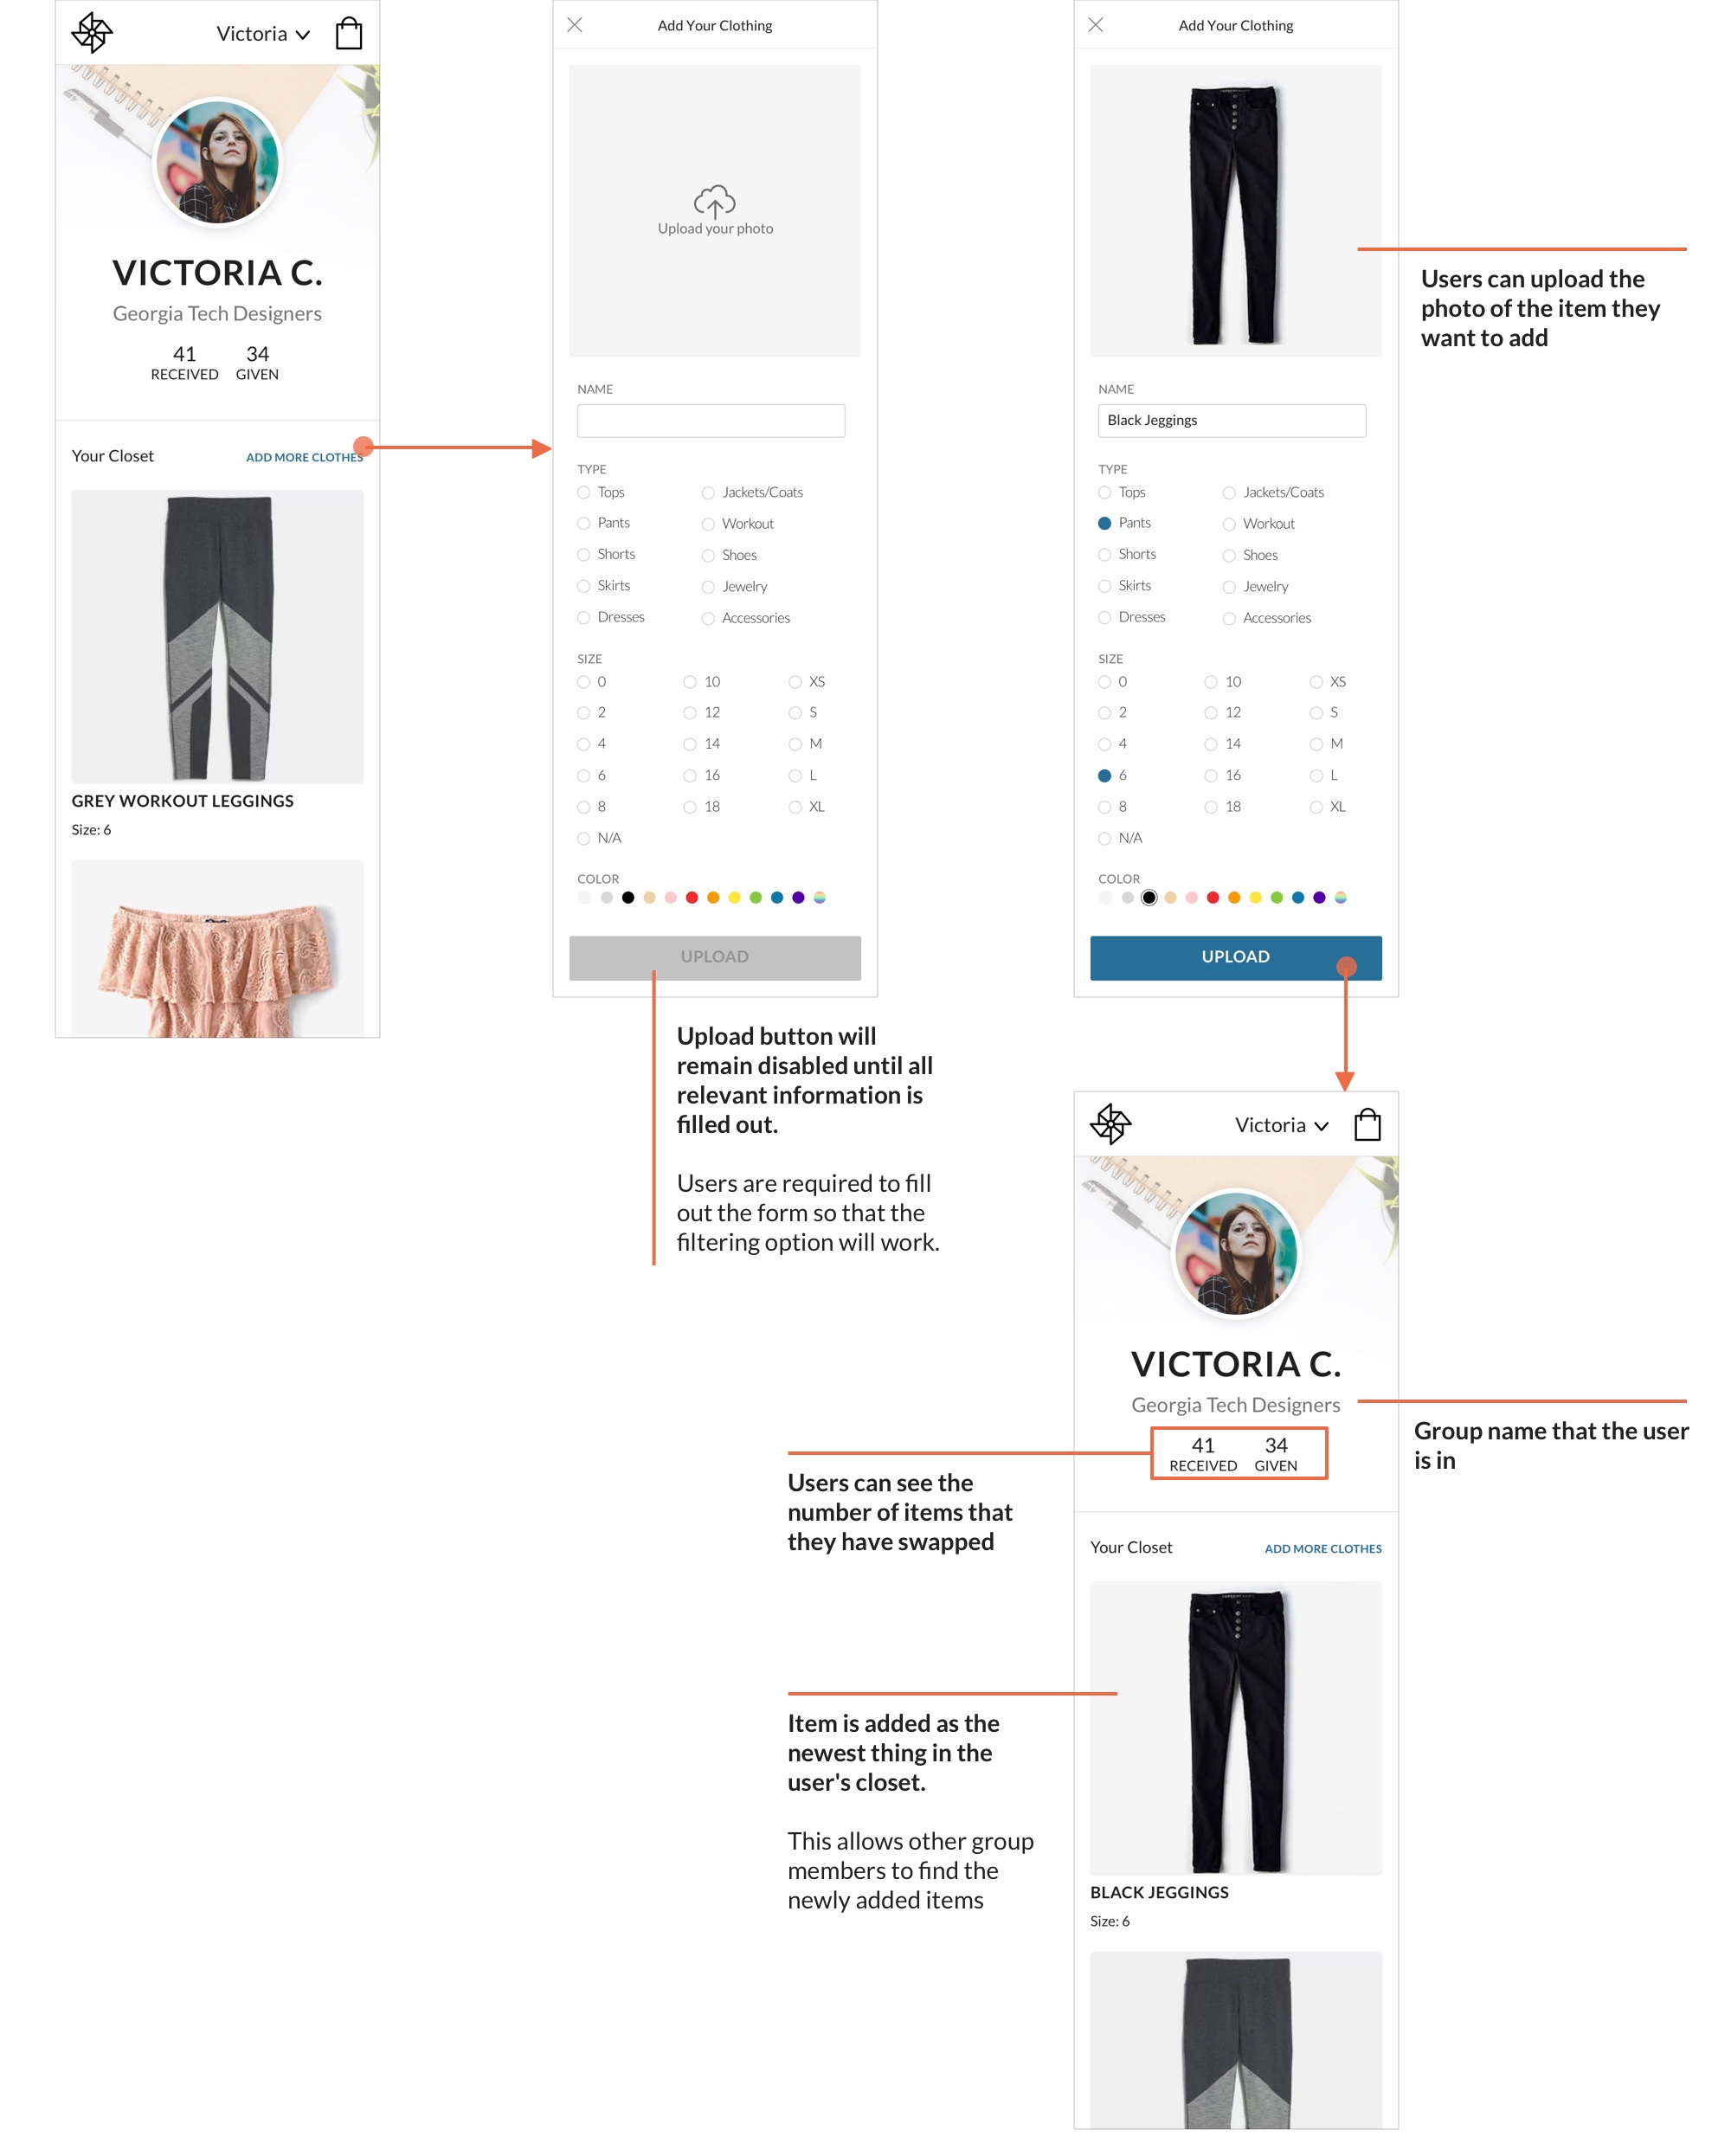 Victoria
VICTORIA C.
Georgia Tech Designers
41 34
RECEIVED GIVEN
Your Closet ADD MORE CLOTHES
GREY WORKOUT LEGGINGS
Size: 6
Add Your Clothing
Upload your photo
NAME
TYPE
Tops Jackets/Coats
Pants Workout
Shorts Shoes
Skirts Jewelry
Dresses Accessories
SIZE
0 10 XS
2 12 S
4 14 M
6 16 L
8 18 XL
N/A
COLOR
UPLOAD
Upload button will
remain disabled until all
relevant information is
filled out.
Users are required to fill
out the form so that the
filtering option will work.
Add Your Clothing
Users can upload the
photo of the item they
want to add
NAME
Black Jeggings
TYPE
Tops Jackets/Coats
Pants Workout
Shorts Shoes
Skirts Jewelry
Dresses Accessories
SIZE
0 10 XS
2 12 S
4 14 M
6 16 L
8 18 XL
N/A
COLOR
UPLOAD
Victoria
VICTORIA C.
Georgia Tech Designers
41 34
RECEIVED GIVEN
Group name that the user
is in
Users can see the
number of items that
they have swapped
Your Closet ADD MORE CLOTHES
Item is added as the
newest thing in the
user's closet.
This allows other group
members to find the
newly added items
BLACK JEGGINGS
Size: 6